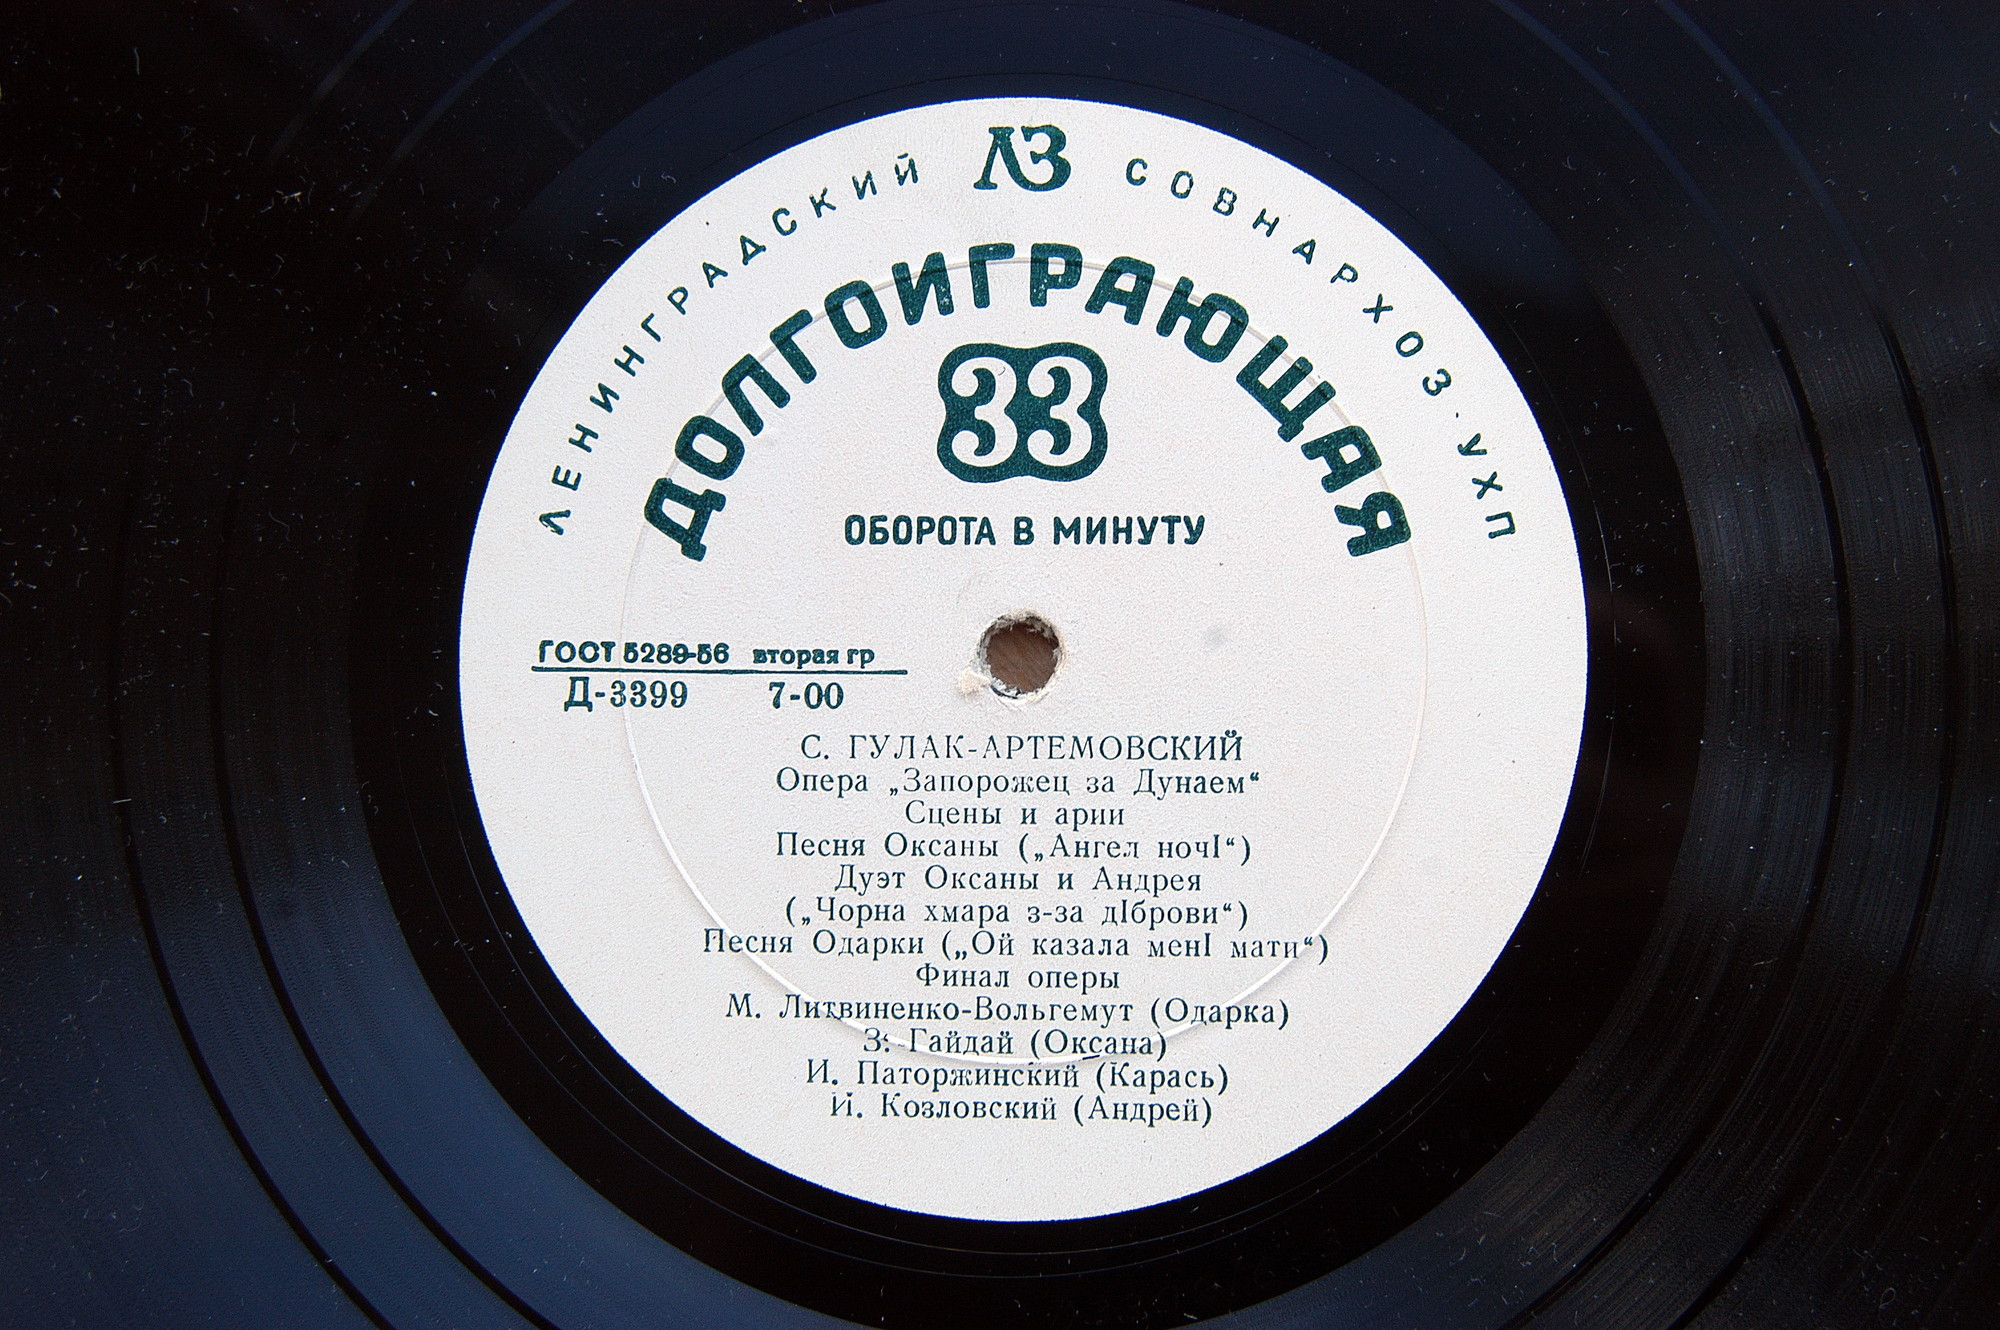 ЛЕНИНГРАДСКИЙ ЛЗ СОВНАРХОЗ·УХП
ДОЛГОИГРАЮЩАЯ
33
ОБОРОТА В МИНУТУ
ГОСТ 5289-56 вторая гр
Д-3399 7-00
С. ГУЛАК-АРТЕМОВСКИЙ
Опера „Запорожец за Дунаем“
Сцены и арии
Песня Оксаны („Ангел ночI“)
Дуэт Оксаны и Андрея
(„Чорна хмара з-за дIброви“)
Песня Одарки („Ой казала менI мати“)
Финал оперы
М. Литвиненко-Вольгемут (Одарка)
З. Гайдай (Оксана)
И. Паторжинский (Карась)
И. Козловский (Андрей)